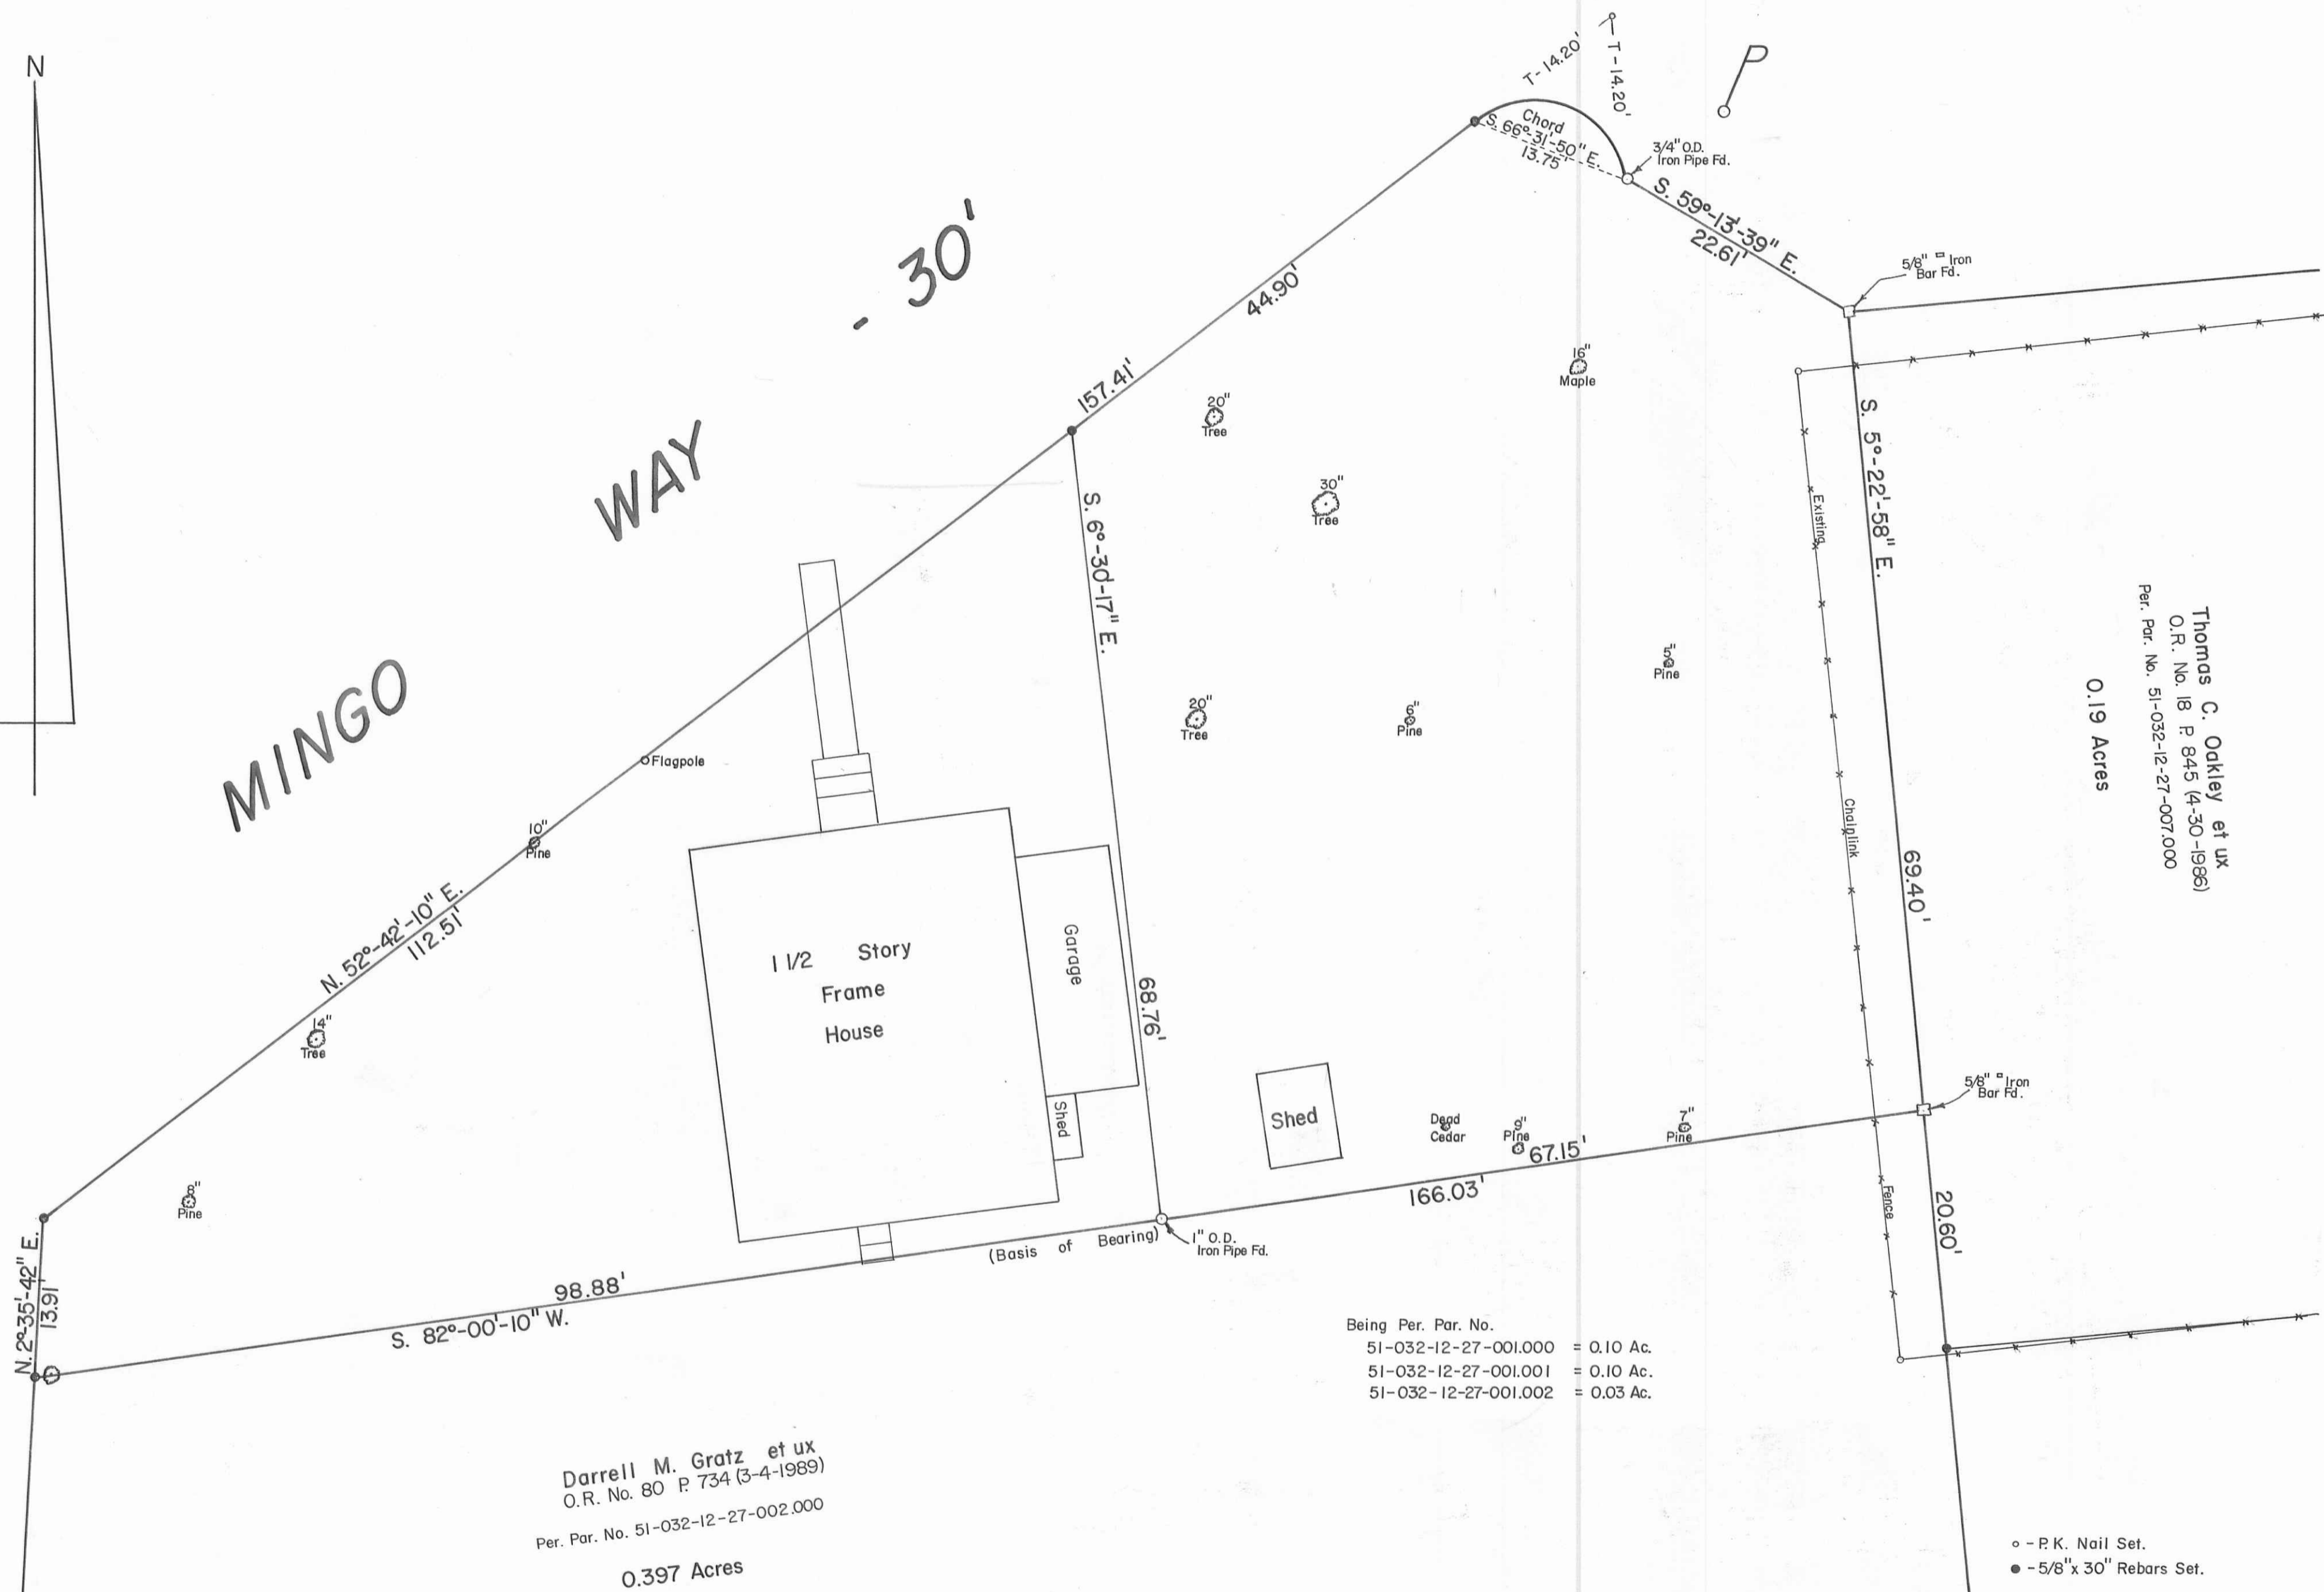 N
MINGO WAY - 30'
T-14.20'
T-14.20'
P
Chord
S. 66°-31'-50" E.
13.75'
3/4" O.D.
Iron Pipe Fd.
S. 59°-13'-39" E.
22.61'
5/8" □ Iron
Bar Fd.
44.90'
157.41'
16"
Maple
20"
Tree
30"
Tree
S. 6°-30'-17" E.
68.76'
S. 5°-22'-58" E.
69.40'
Existing
Chainlink
Fence
Thomas C. Oakley et ux
O.R. No. 18 P. 845 (4-30-1986)
Per. Par. No. 51-032-12-27-007.000
0.19 Acres
5"
Pine
20"
Tree
6"
Pine
Flagpole
10"
Pine
N. 52°-42'-10" E.
112.51'
14"
Tree
8"
Pine
1 1/2 Story
Frame
House
Garage
Shed
Shed
Dead
Cedar
9"
Pine
7"
Pine
5/8" □ Iron
Bar Fd.
67.15'
166.03'
20.60'
1" O.D.
Iron Pipe Fd.
(Basis of Bearing)
98.88'
S. 82°-00'-10" W.
N. 2°-35'-42" E.
13.91'
Being Per. Par. No.
51-032-12-27-001.000 = 0.10 Ac.
51-032-12-27-001.001 = 0.10 Ac.
51-032-12-27-001.002 = 0.03 Ac.
Darrell M. Gratz et ux
O.R. No. 80 P. 734 (3-4-1989)
Per. Par. No. 51-032-12-27-002.000
0.397 Acres
○ - P.K. Nail Set.
● - 5/8" x 30" Rebars Set.